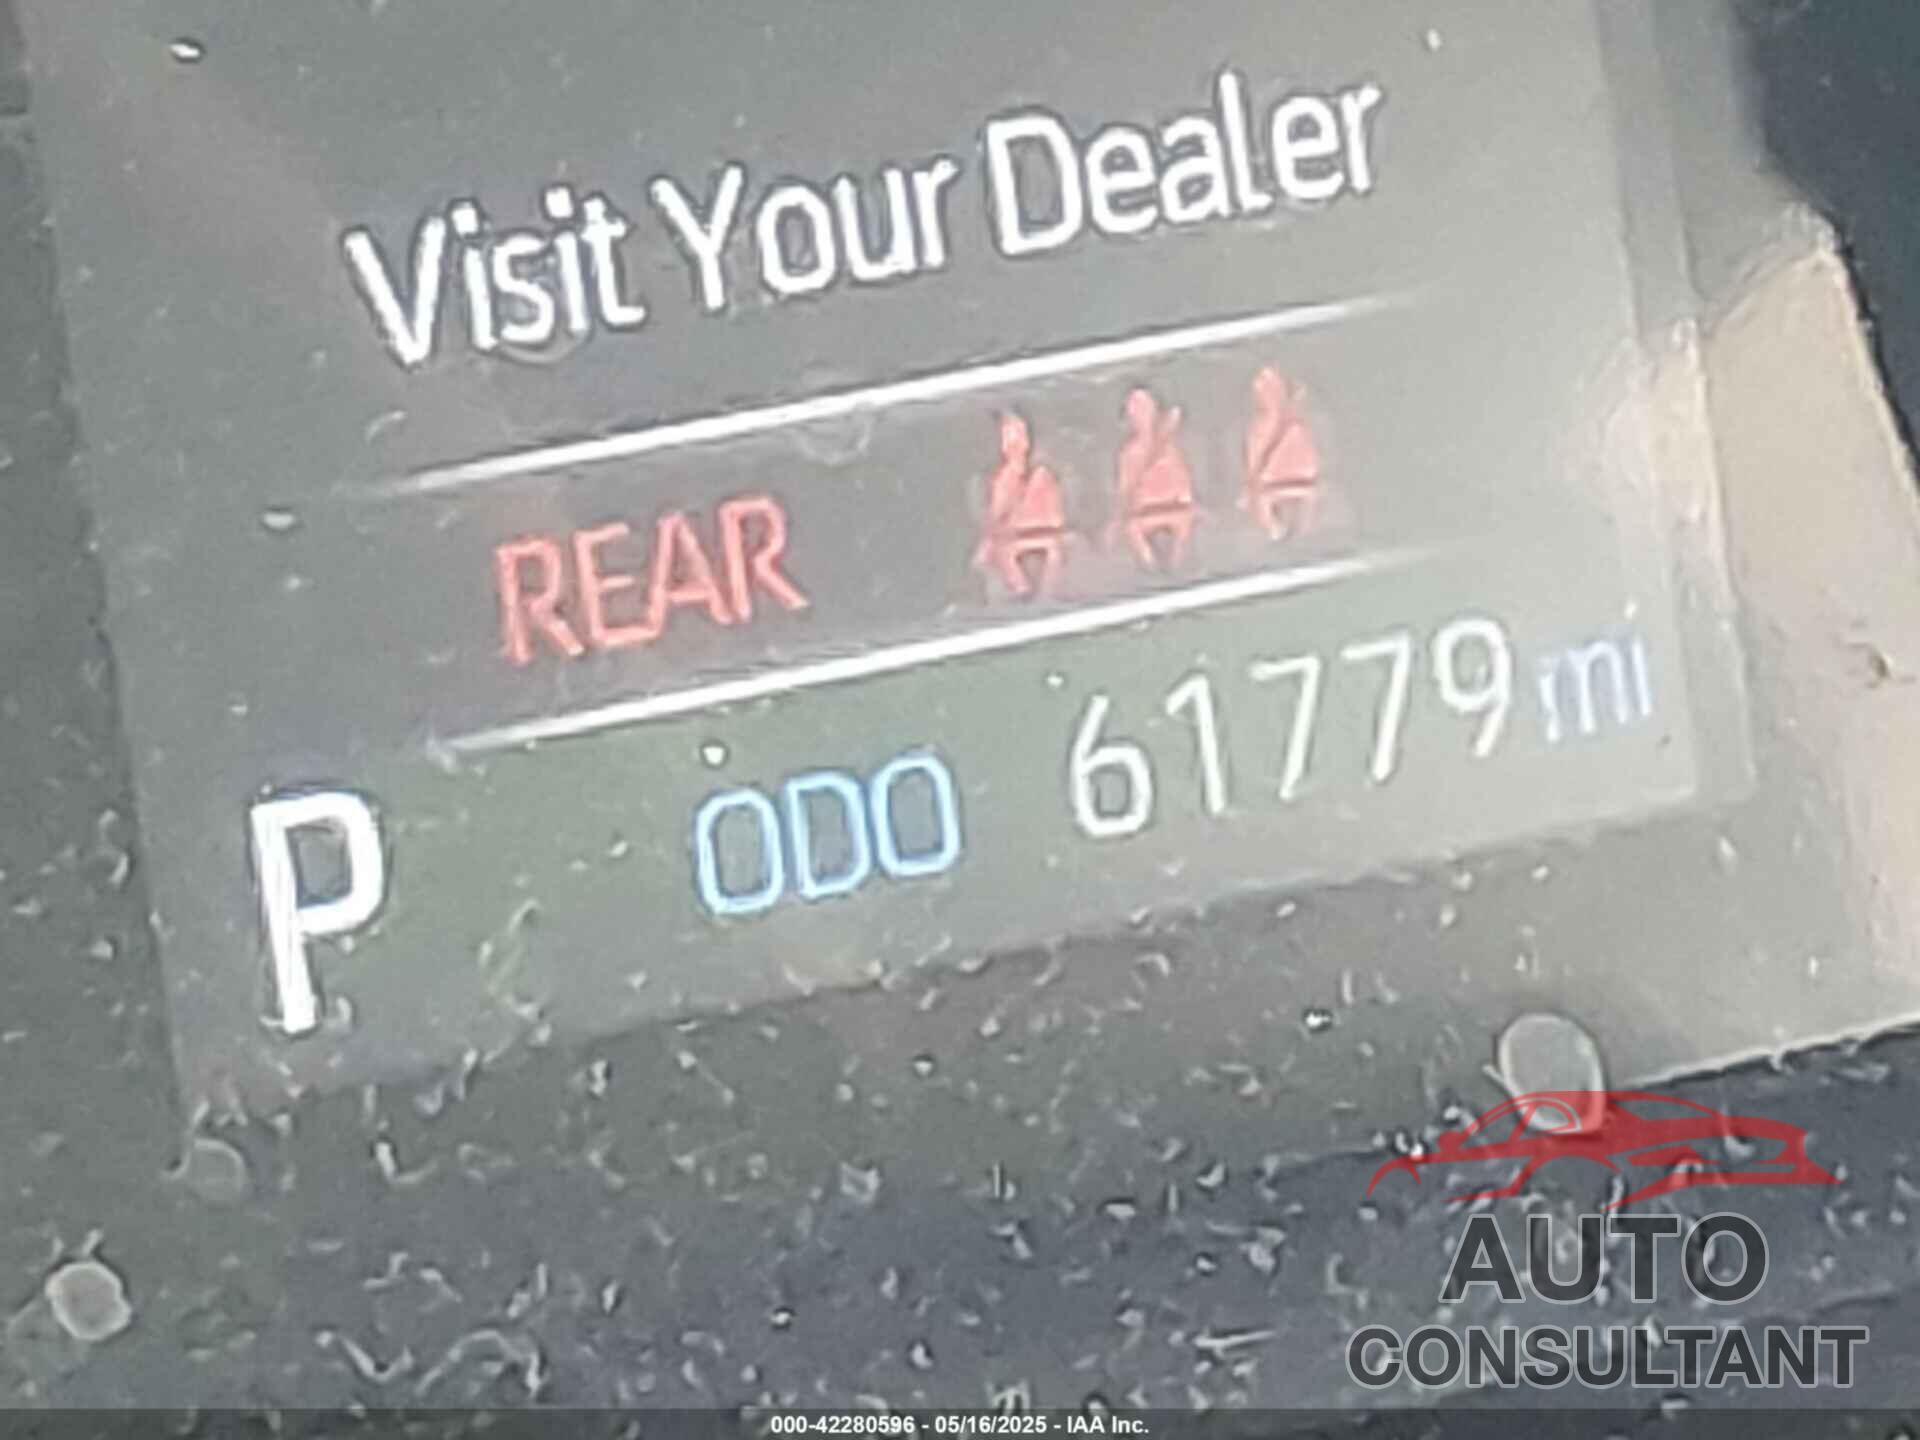 Visit Your Dealer
REAR
P ODO 61779 mi
AUTO
CONSULTANT
000-42280596 - 05/16/2025 - IAA Inc.